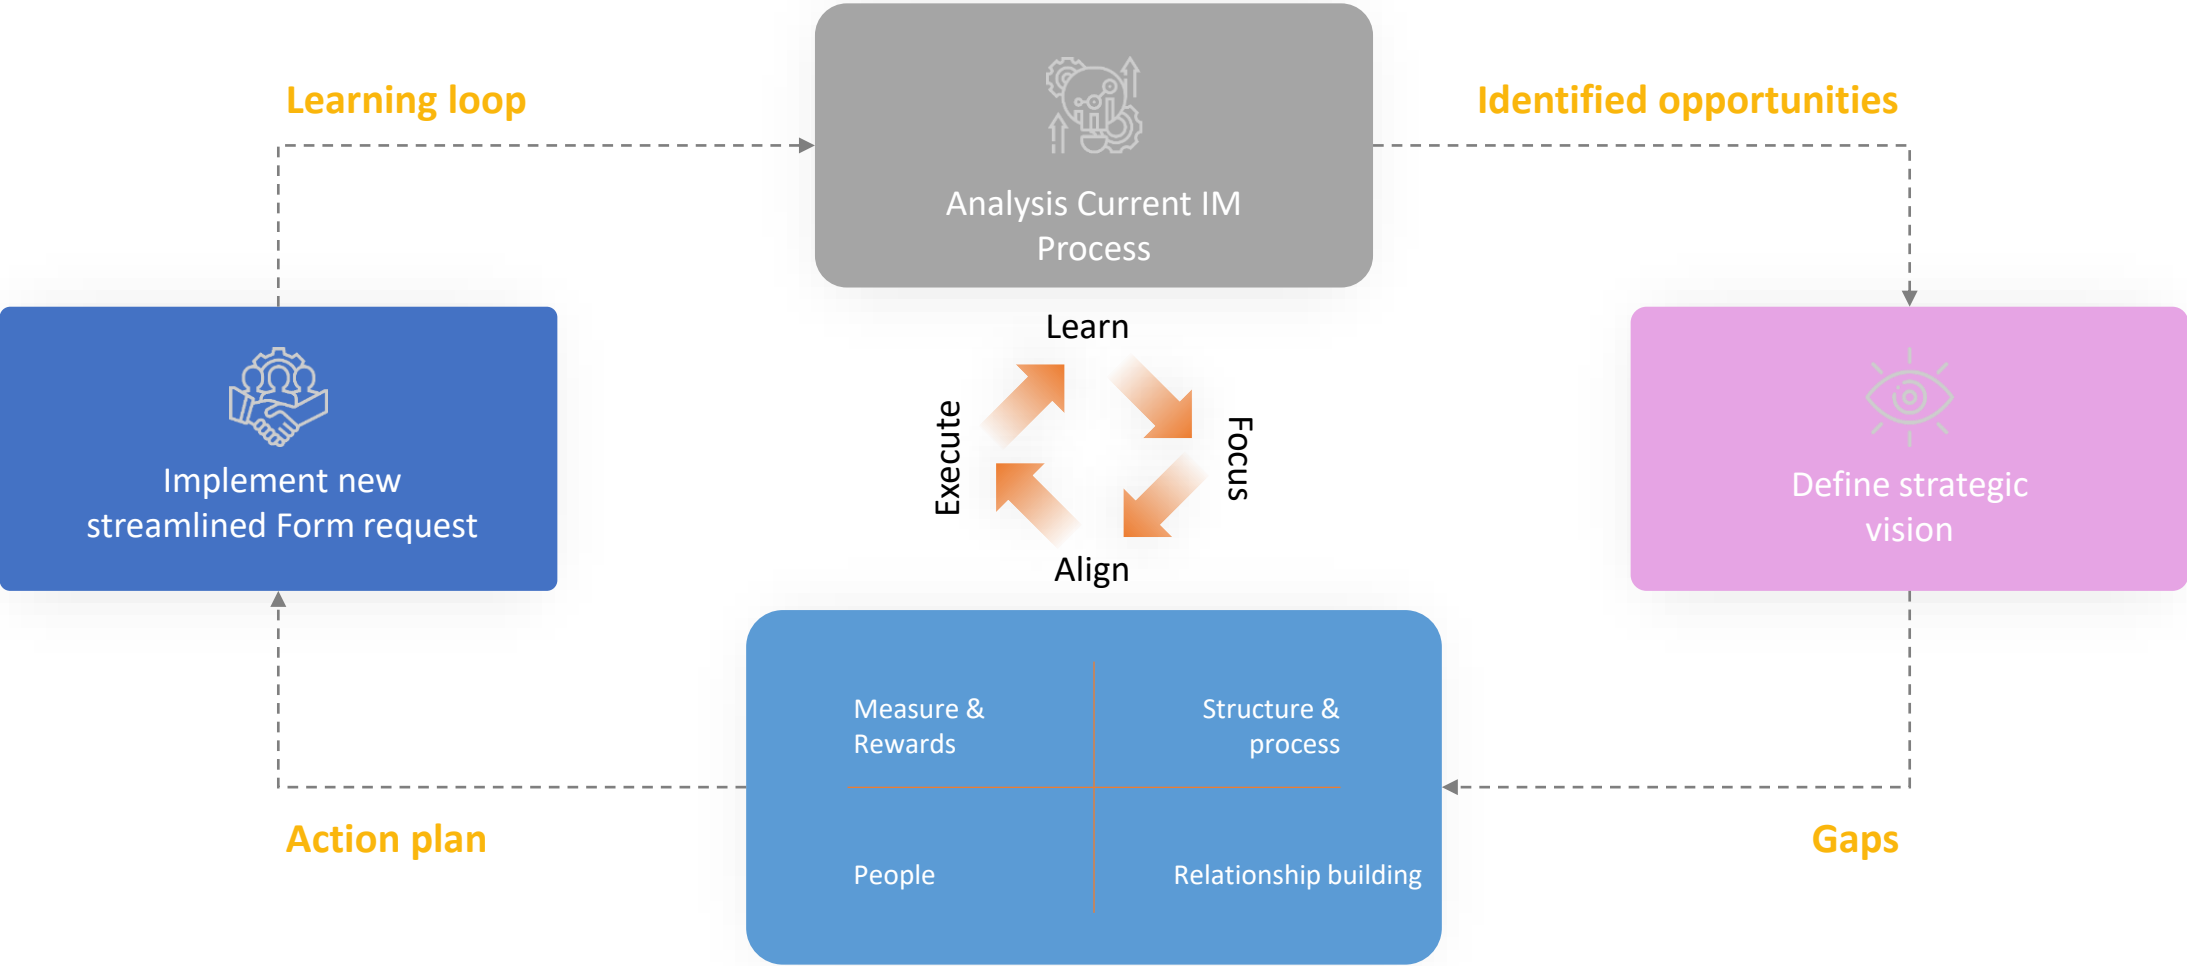 Learning loop
Identified opportunities
Analysis Current IM
Process
Learn
Execute
Focus
Align
Implement new
streamlined Form request
Define strategic
vision
Measure &
Rewards
Structure &
process
People
Relationship building
Action plan
Gaps